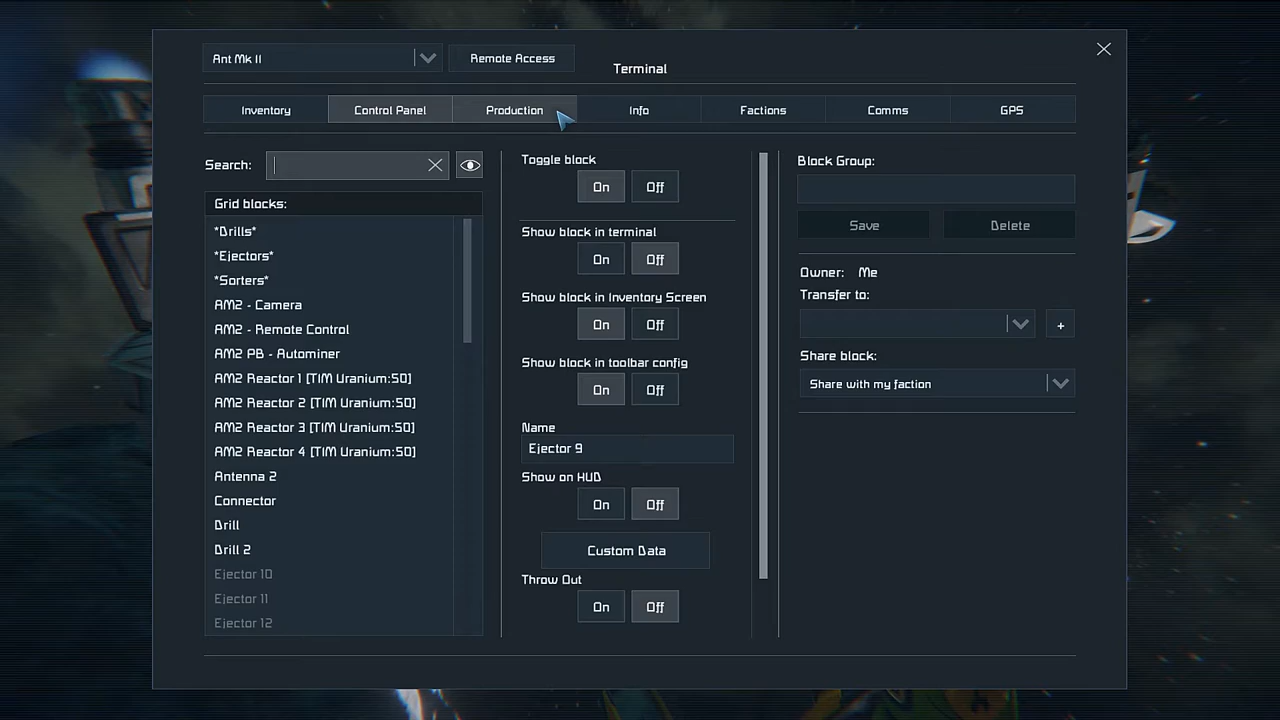 Ant Mk II
Remote Access
Terminal
Inventory
Control Panel
Production
Info
Factions
Comms
GPS
Search:
Grid blocks:
*Drills*
*Ejectors*
*Sorters*
AM2 - Camera
AM2 - Remote Control
AM2 PB - Autominer
AM2 Reactor 1 [TIM Uranium:50]
AM2 Reactor 2 [TIM Uranium:50]
AM2 Reactor 3 [TIM Uranium:50]
AM2 Reactor 4 [TIM Uranium:50]
Antenna 2
Connector
Drill
Drill 2
Ejector 10
Ejector 11
Ejector 12
Toggle block
On Off
Show block in terminal
On Off
Show block in Inventory Screen
On Off
Show block in toolbar config
On Off
Name
Ejector 9
Show on HUD
On Off
Custom Data
Throw Out
On Off
Block Group:
Save
Delete
Owner: Me
Transfer to:
+
Share block:
Share with my faction